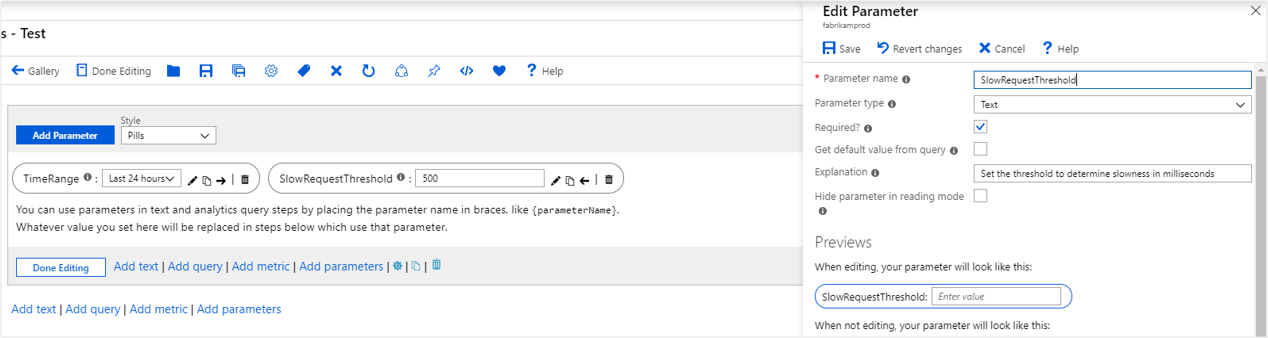 s - Test
Gallery Done Editing Help
Style
Add Parameter Pills
TimeRange : Last 24 hours | SlowRequestThreshold : 500 |
You can use parameters in text and analytics query steps by placing the parameter name in braces, like {parameterName}.
Whatever value you set here will be replaced in steps below which use that parameter.
Done Editing Add text | Add query | Add metric | Add parameters | | |
Add text | Add query | Add metric | Add parameters
Edit Parameter
fabrikamprod
Save Revert changes Cancel Help
* Parameter name SlowRequestThreshold
Parameter type Text
Required?
Get default value from query
Explanation Set the threshold to determine slowness in milliseconds
Hide parameter in reading mode
Previews
When editing, your parameter will look like this:
SlowRequestThreshold: Enter value
When not editing, your parameter will look like this: